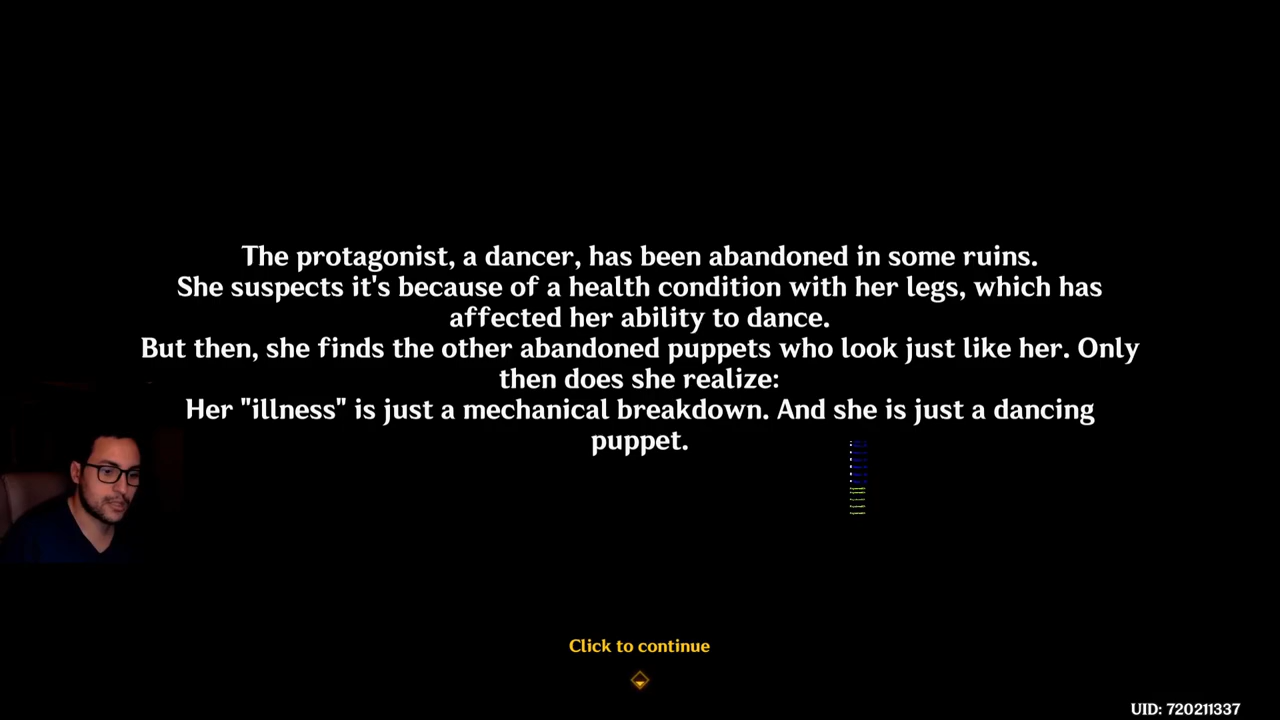 The protagonist, a dancer, has been abandoned in some ruins.
She suspects it's because of a health condition with her legs, which has
affected her ability to dance.
But then, she finds the other abandoned puppets who look just like her. Only
then does she realize:
Her "illness" is just a mechanical breakdown. And she is just a dancing
puppet.
Click to continue
UID: 720211337